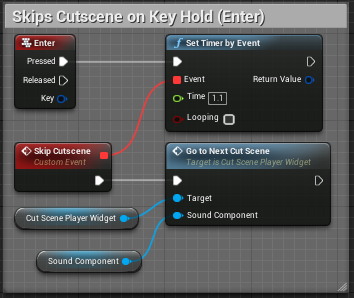 Skips Cutscene on Key Hold (Enter)
Enter
Pressed
Released
Key
Set Timer by Event
Event
Return Value
Time 1.1
Looping
Skip Cutscene
Custom Event
Go to Next Cut Scene
Target is Cut Scene Player Widget
Target
Sound Component
Cut Scene Player Widget
Sound Component